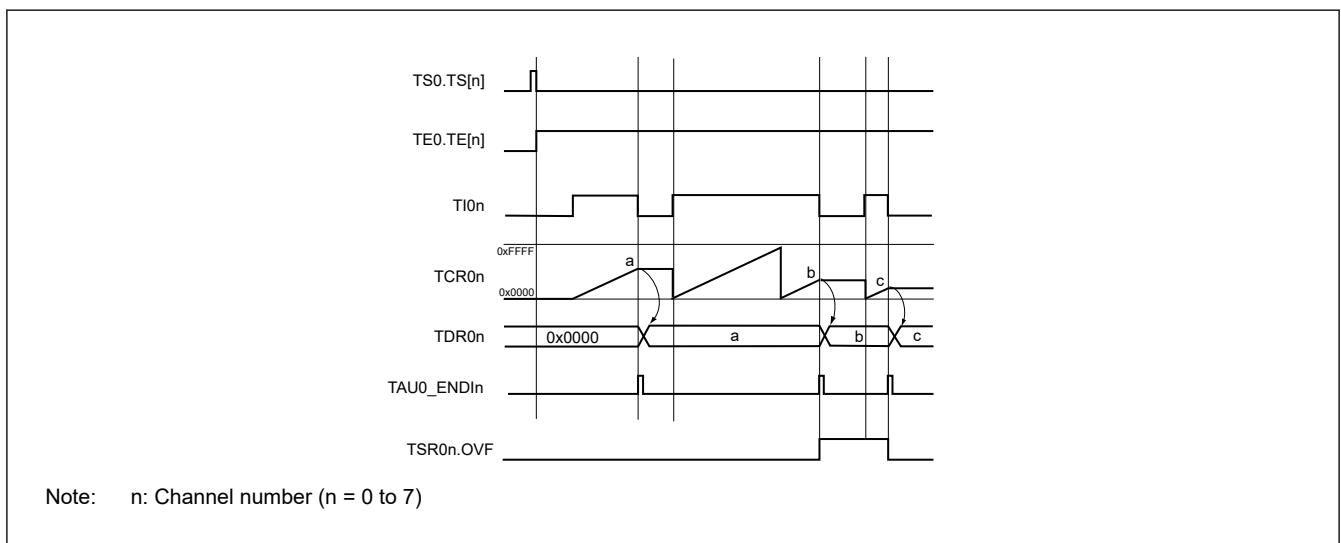 TS0.TS[n]
TE0.TE[n]
TI0n
0xFFFF
TCR0n
a
b
c
0x0000
TDR0n
0x0000
a
b
c
TAU0_ENDIn
TSR0n.OVF
Note: n: Channel number (n = 0 to 7)